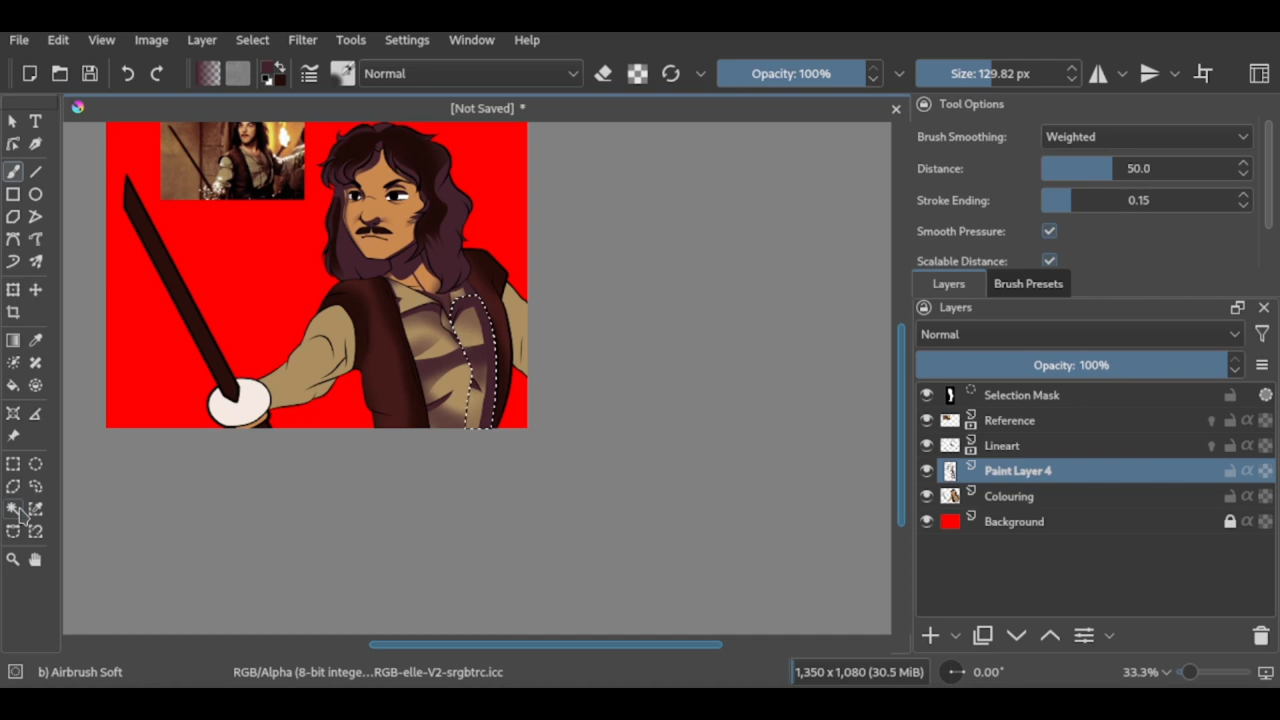 File Edit View Image Layer Select Filter Tools Settings Window Help
Normal Opacity: 100% Size: 129.82 px
[Not Saved] *
Tool Options
Brush Smoothing: Weighted
Distance: 50.0
Stroke Ending: 0.15
Smooth Pressure:
Scalable Distance:
Layers Brush Presets
Layers
Normal
Opacity: 100%
Selection Mask
Reference
Lineart
Paint Layer 4
Colouring
Background
b) Airbrush Soft RGB/Alpha (8-bit intege...RGB-elle-V2-srgbtrc.icc 1,350 x 1,080 (30.5 MiB) 0.00° 33.3%